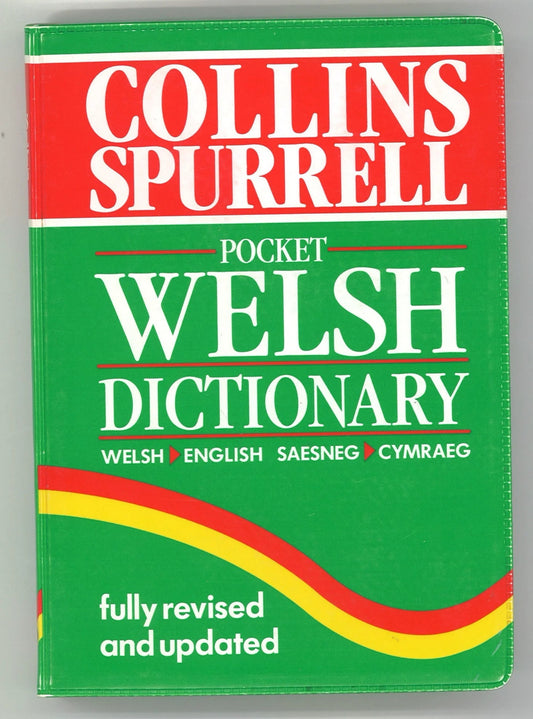 COLLINS
SPURRELL
POCKET
WELSH
DICTIONARY
WELSH ▶ ENGLISH SAESNEG ▶ CYMRAEG
fully revised
and updated